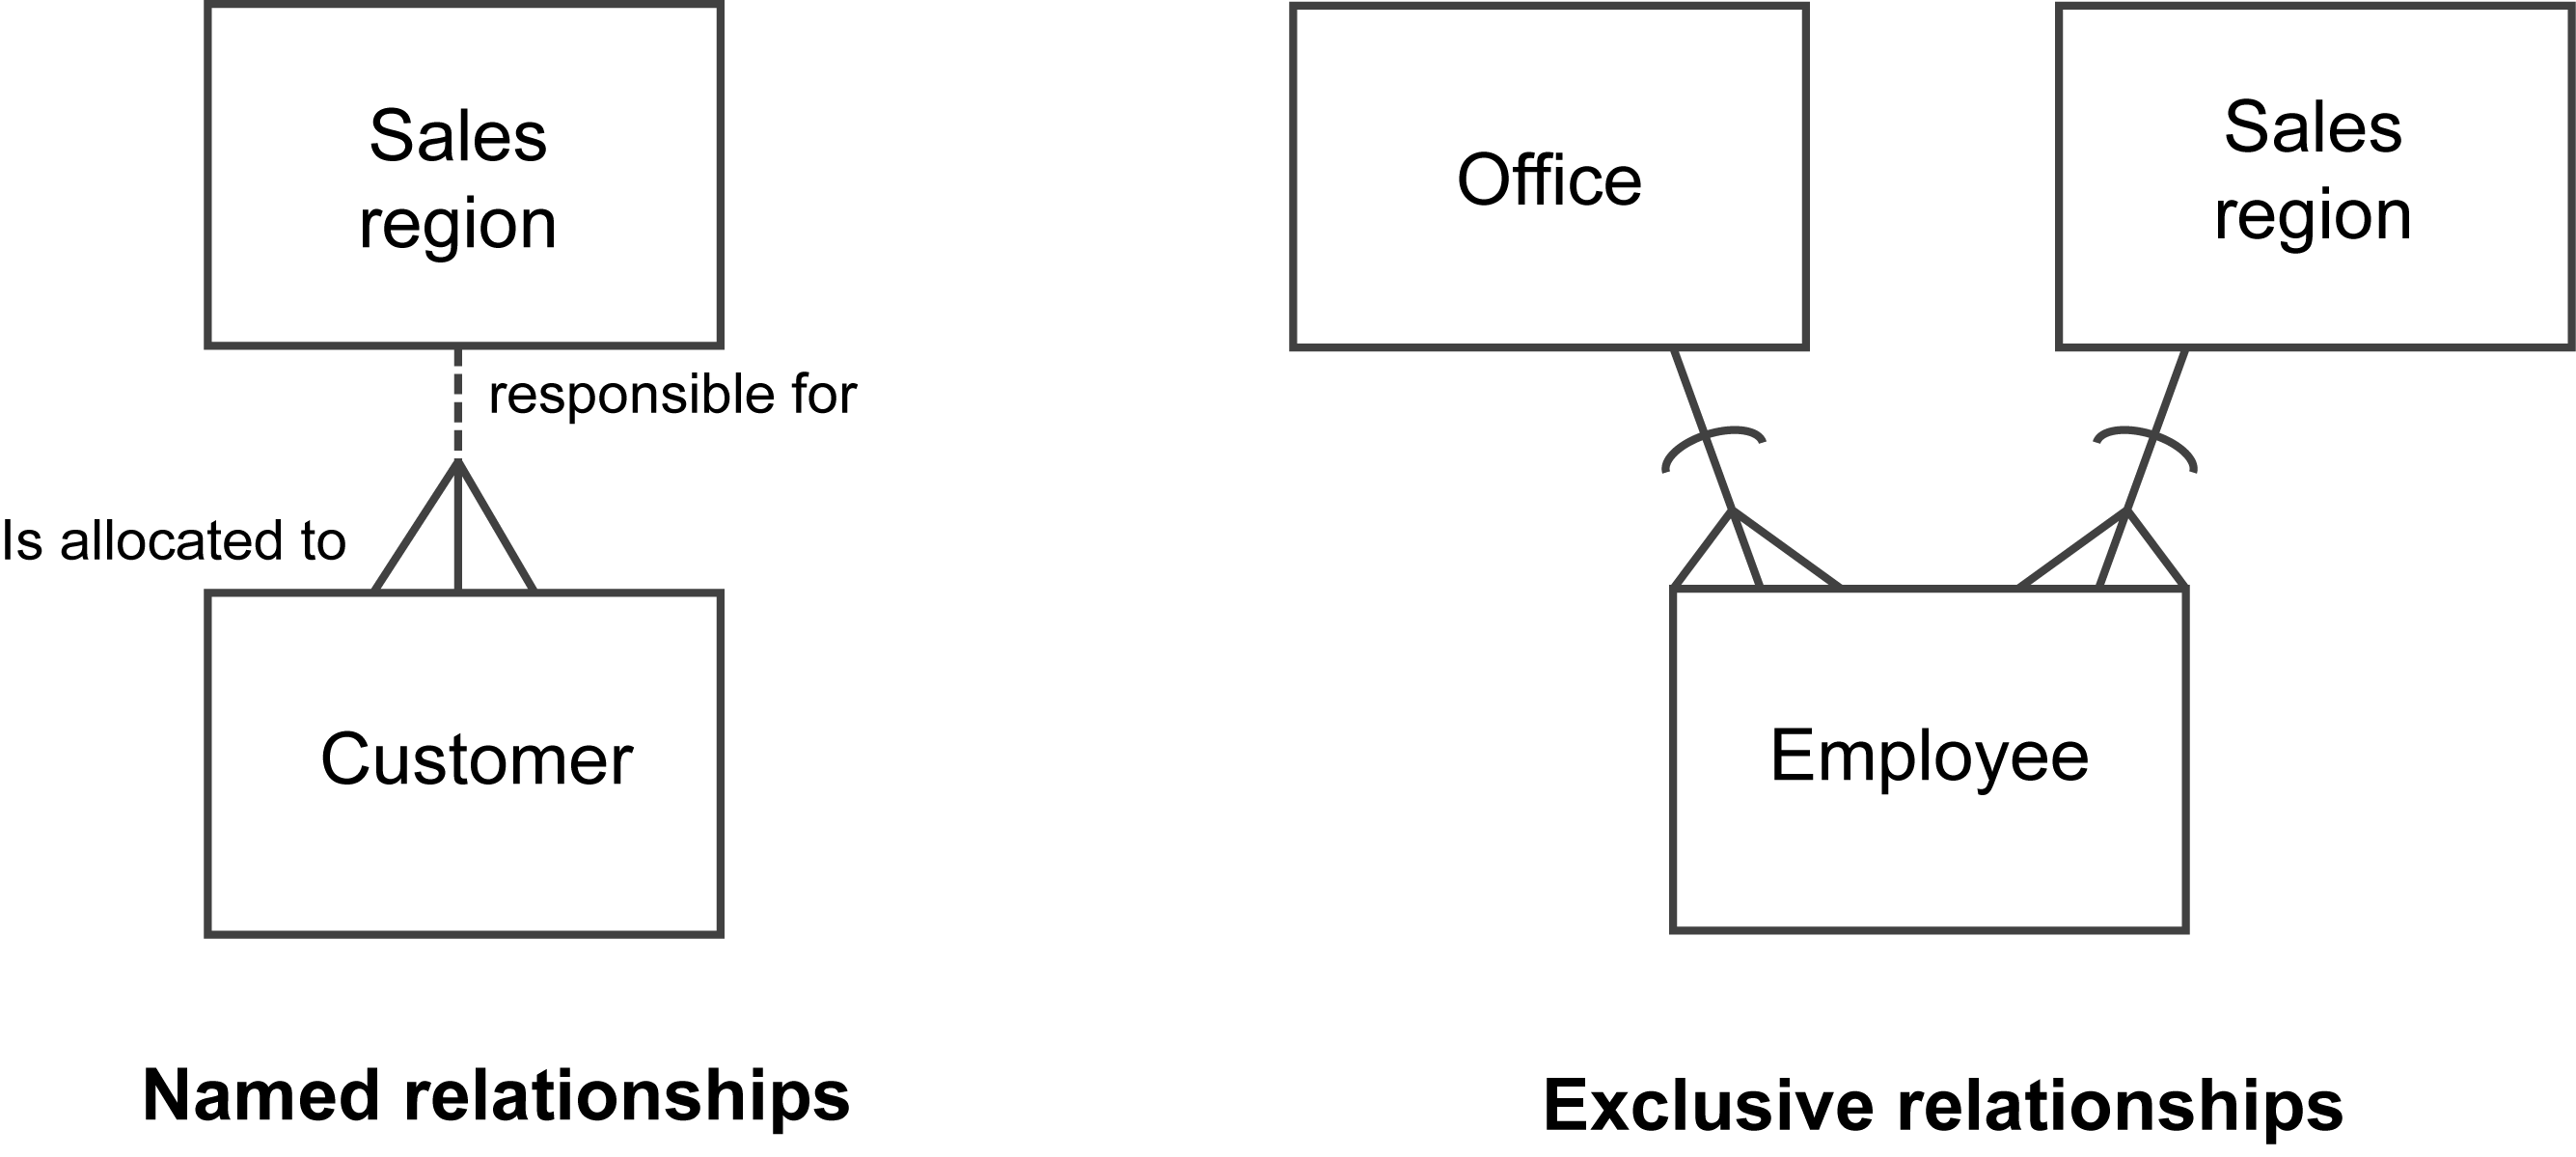 Sales
region
responsible for
Is allocated to
Customer
Named relationships
Office
Sales
region
Employee
Exclusive relationships